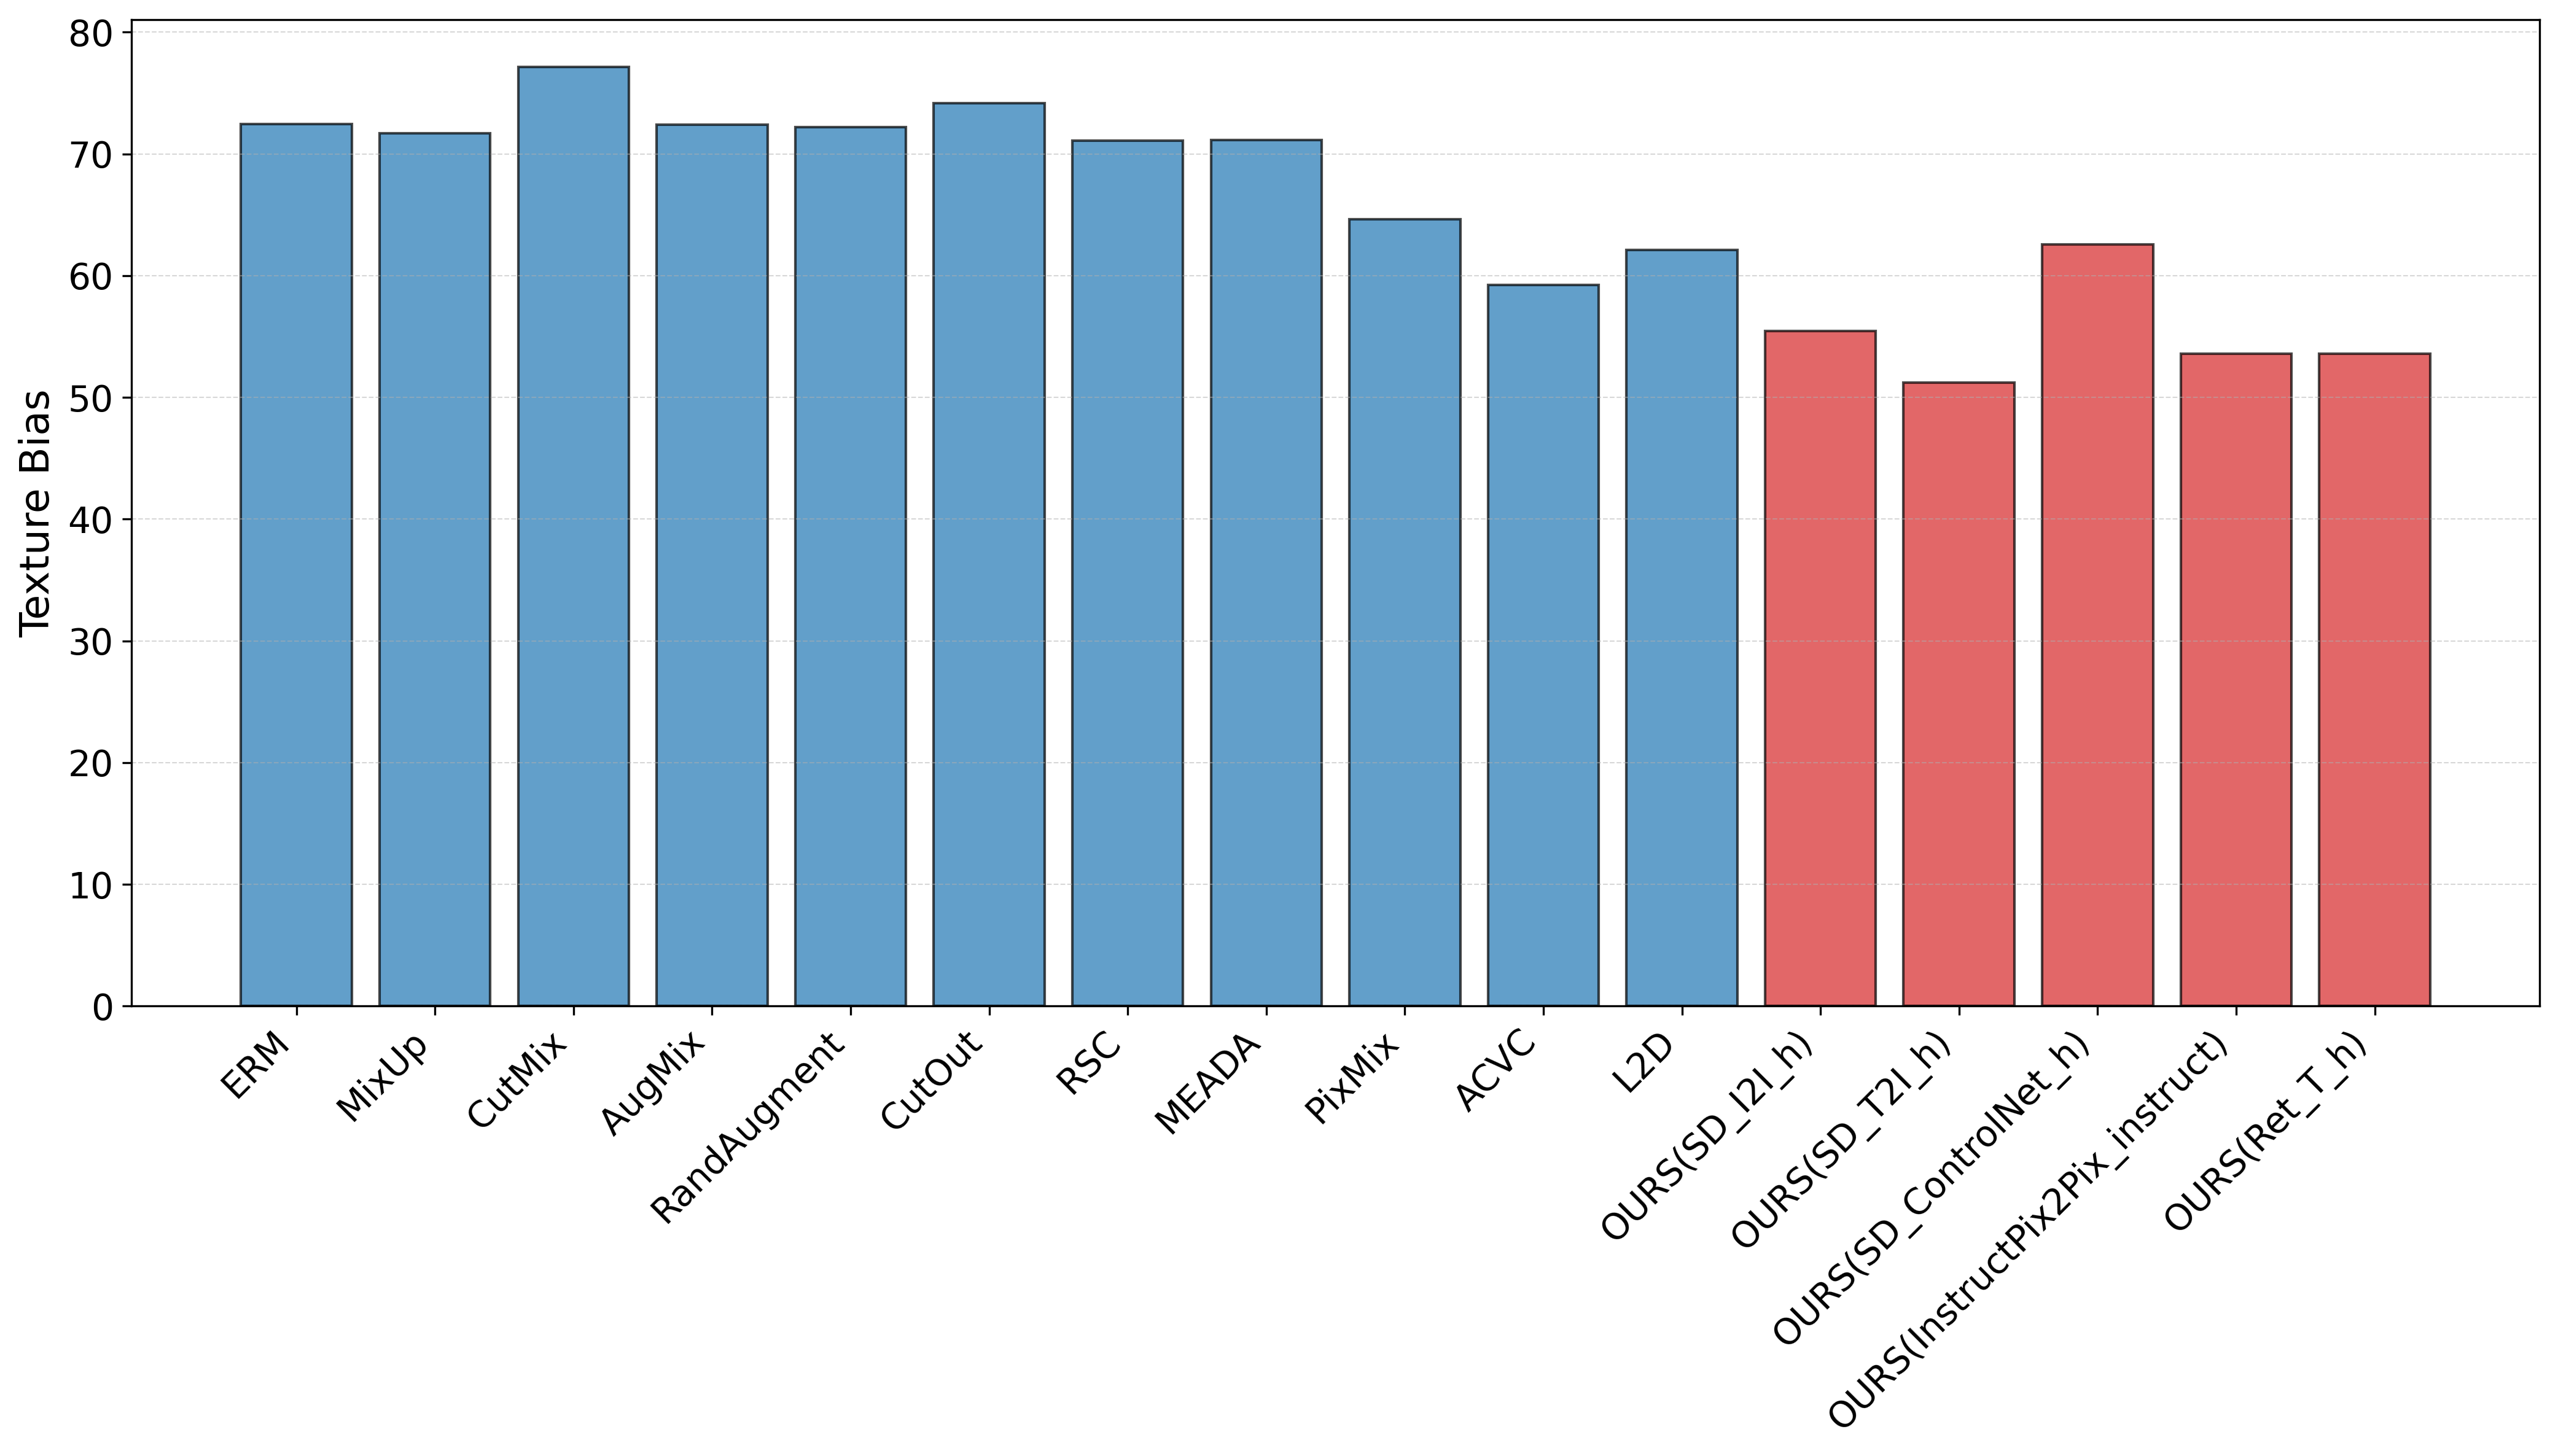 Texture Bias
80
70
60
50
40
30
20
10
0
ERM
MixUp
CutMix
AugMix
RandAugment
CutOut
RSC
MEADA
PixMix
ACVC
L2D
OURS(SD_I2I_h)
OURS(SD_T2I_h)
OURS(SD_ControlNet_h)
OURS(InstructPix2Pix_instruct)
OURS(Ret_T_h)